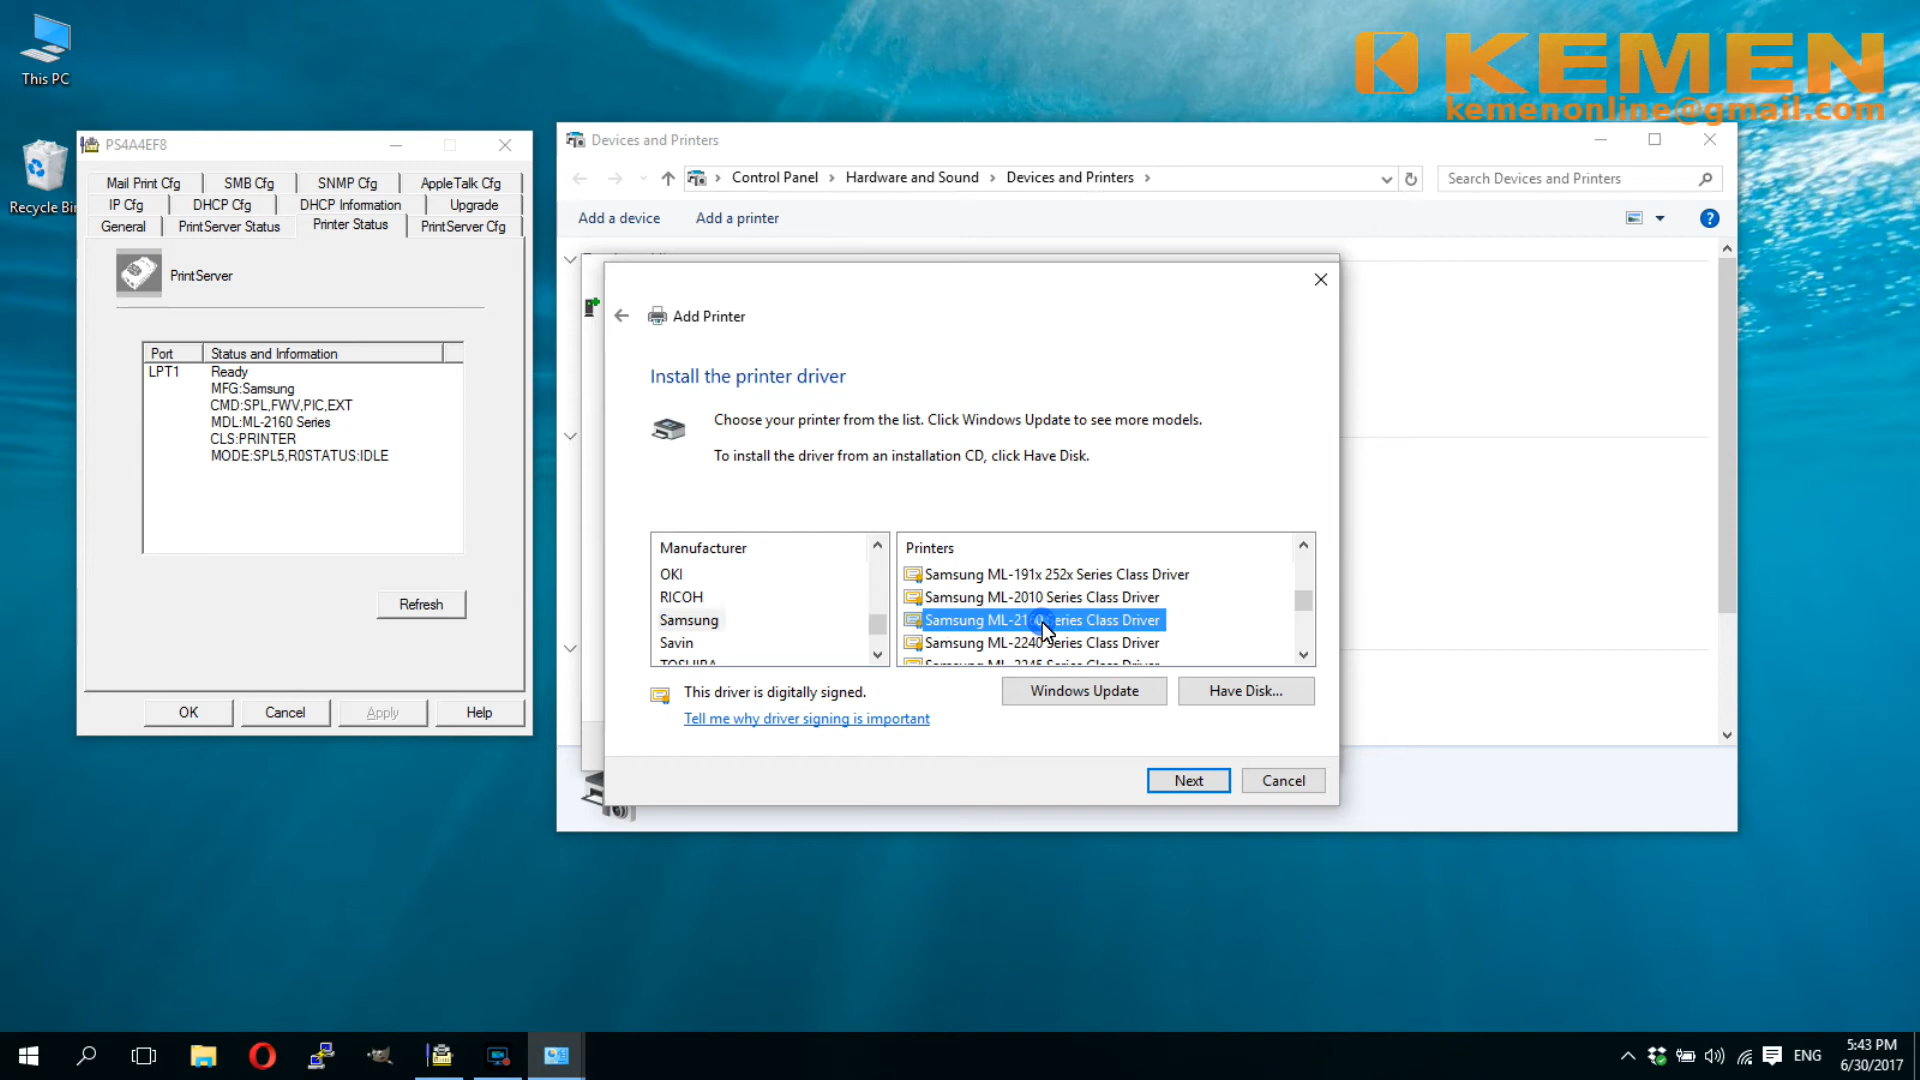 This PC
Recycle Bin
KEMEN
kemenonline@gmail.com
PS4A4EF8
Mail Print Cfg
SMB Cfg
SNMP Cfg
AppleTalk Cfg
IP Cfg
DHCP Cfg
DHCP Information
Upgrade
General
PrintServer Status
Printer Status
PrintServer Cfg
PrintServer
Port
Status and Information
LPT1
Ready
MFG:Samsung
CMD:SPL,FWV,PIC,EXT
MDL:ML-2160 Series
CLS:PRINTER
MODE:SPL5,R0STATUS:IDLE
Refresh
OK
Cancel
Apply
Help
Devices and Printers
Control Panel
Hardware and Sound
Devices and Printers
Search Devices and Printers
Add a device
Add a printer
Add Printer
Install the printer driver
Choose your printer from the list. Click Windows Update to see more models.
To install the driver from an installation CD, click Have Disk.
Manufacturer
OKI
RICOH
Samsung
Savin
TOSHIBA
Printers
Samsung ML-191x 252x Series Class Driver
Samsung ML-2010 Series Class Driver
Samsung ML-2160 Series Class Driver
Samsung ML-2240 Series Class Driver
Samsung ML-2245 Series Class Driver
This driver is digitally signed.
Tell me why driver signing is important
Windows Update
Have Disk...
Next
Cancel
ENG
5:43 PM
6/30/2017